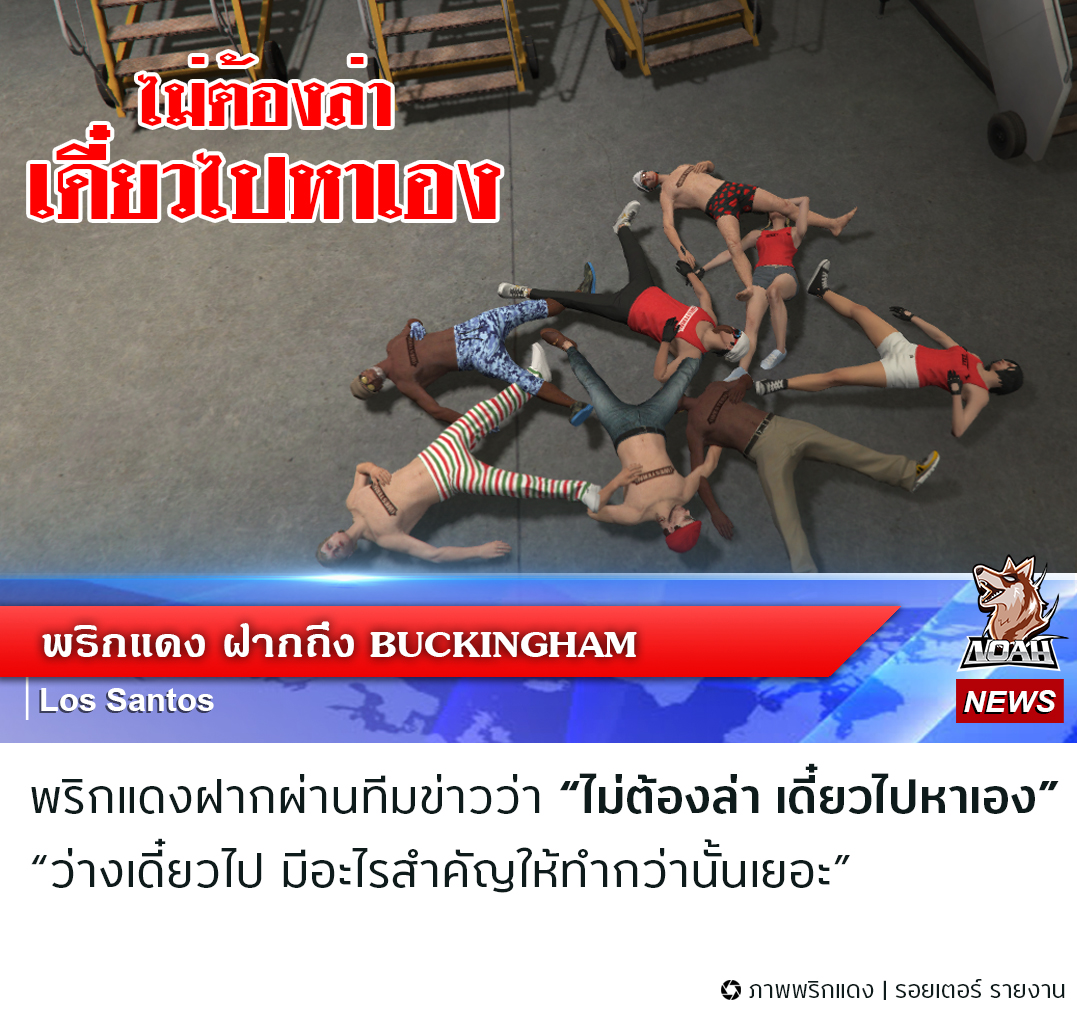 ไม่ต้องล่า
เดี๋ยวไปหาเอง
พริกแดง ฝากถึง BUCKINGHAM
Los Santos
NOAH
NEWS
พริกแดงฝากผ่านทีมข่าวว่า “ไม่ต้องล่า เดี๋ยวไปหาเอง”
“ว่างเดี๋ยวไป มีอะไรสำคัญให้ทำกว่านั้นเยอะ”
ภาพพริกแดง | รอยเตอร์ รายงาน